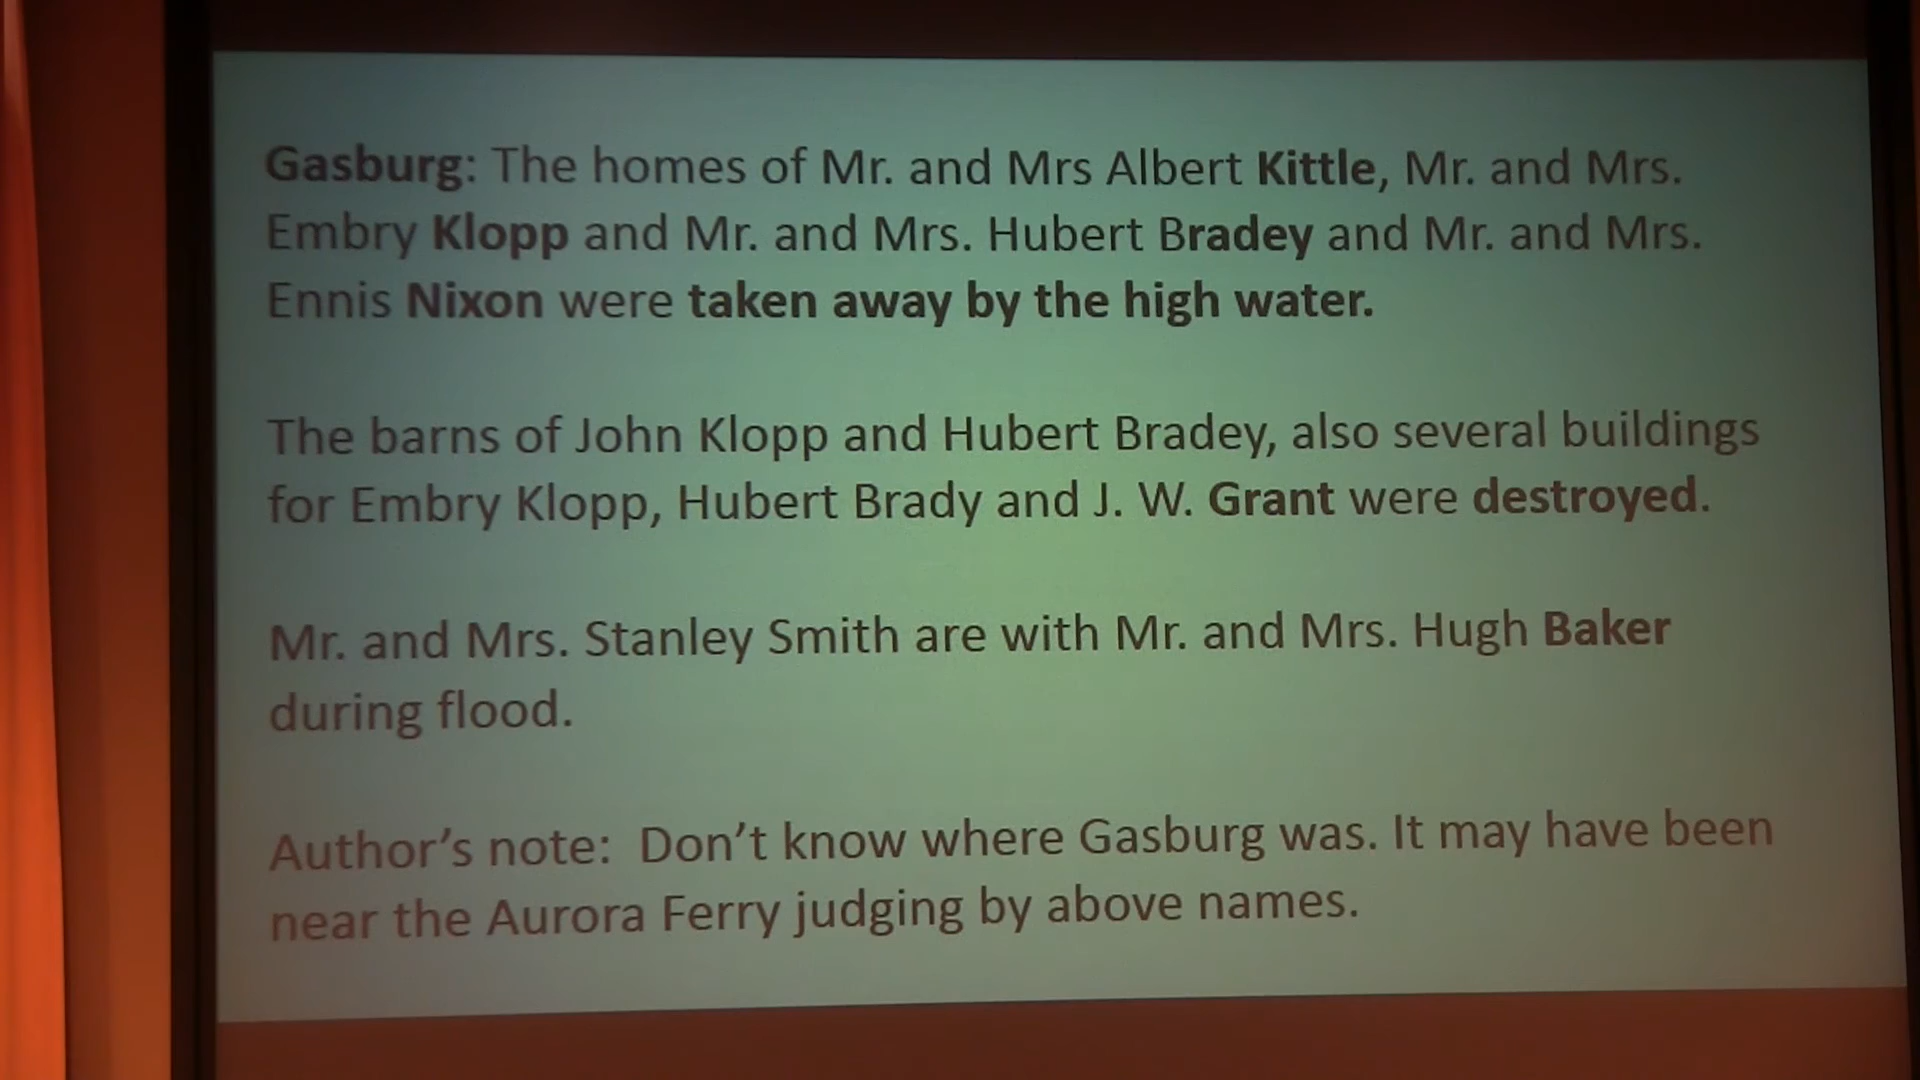 Gasburg: The homes of Mr. and Mrs Albert Kittle, Mr. and Mrs.
Embry Klopp and Mr. and Mrs. Hubert Bradey and Mr. and Mrs.
Ennis Nixon were taken away by the high water.
The barns of John Klopp and Hubert Bradey, also several buildings
for Embry Klopp, Hubert Brady and J. W. Grant were destroyed.
Mr. and Mrs. Stanley Smith are with Mr. and Mrs. Hugh Baker
during flood.
Author’s note:  Don’t know where Gasburg was. It may have been
near the Aurora Ferry judging by above names.